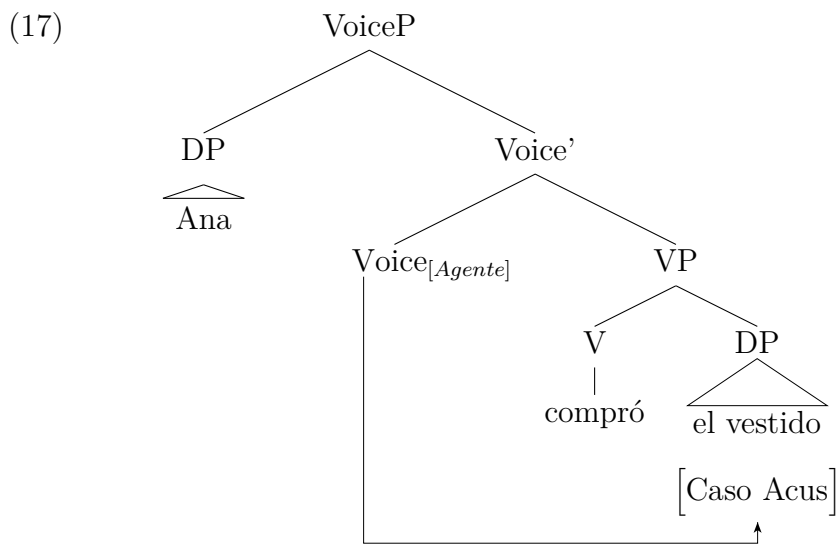 (17) VoiceP
DP Voice'
Ana
Voice[Agente] VP
V DP
compró el vestido
[Caso Acus]